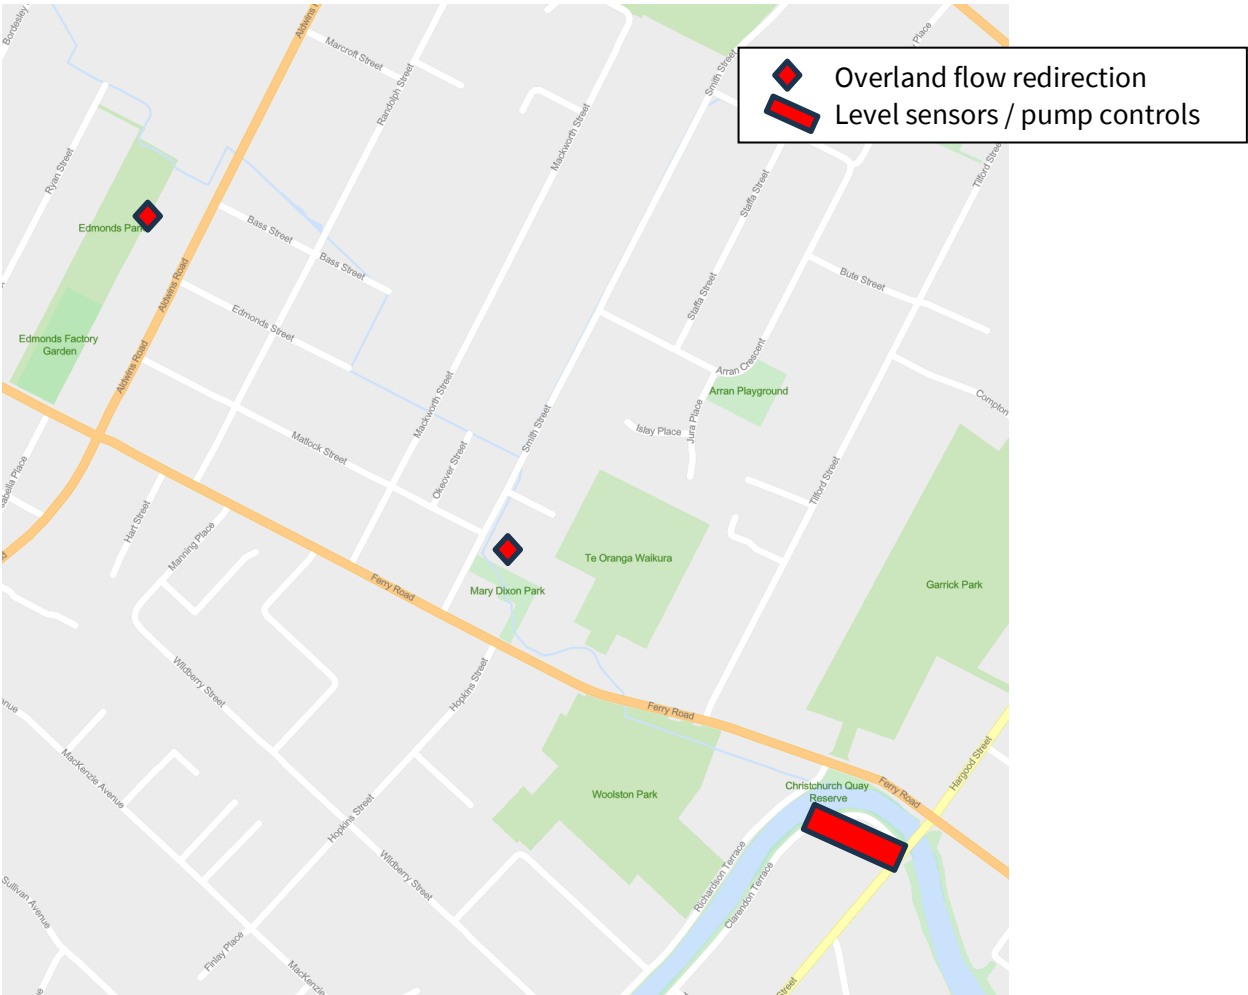 Overland flow redirection
Level sensors / pump controls
Bordesley
Aldwins
Marcroft Street
Randolph Street
Mackworth Street
Smith Street
Place
Tilford Street
Ryan Street
Staffa Street
Edmonds Park
Bass Street
Bass Street
Aldwins Road
Bute Street
Staffa Street
Edmonds Street
Edmonds Factory
Garden
Aldwins Road
Arran Crescent
Arran Playground
Mackworth Street
Compton
Smith Street
Jura Place
Islay Place
Matlock Street
Okeover Street
Tilford Street
Hart Street
Manning Place
Te Oranga Waikura
Garrick Park
Ferry Road
Mary Dixon Park
Wildberry Street
Hopkins Street
Ferry Road
MacKenzie Avenue
Hargood Street
Christchurch Quay
Reserve
Ferry Road
Woolston Park
Hopkins Street
Wildberry Street
Richardson Terrace
Clarendon Terrace
Sullivan Avenue
Finlay Place
MacKenzie
Street